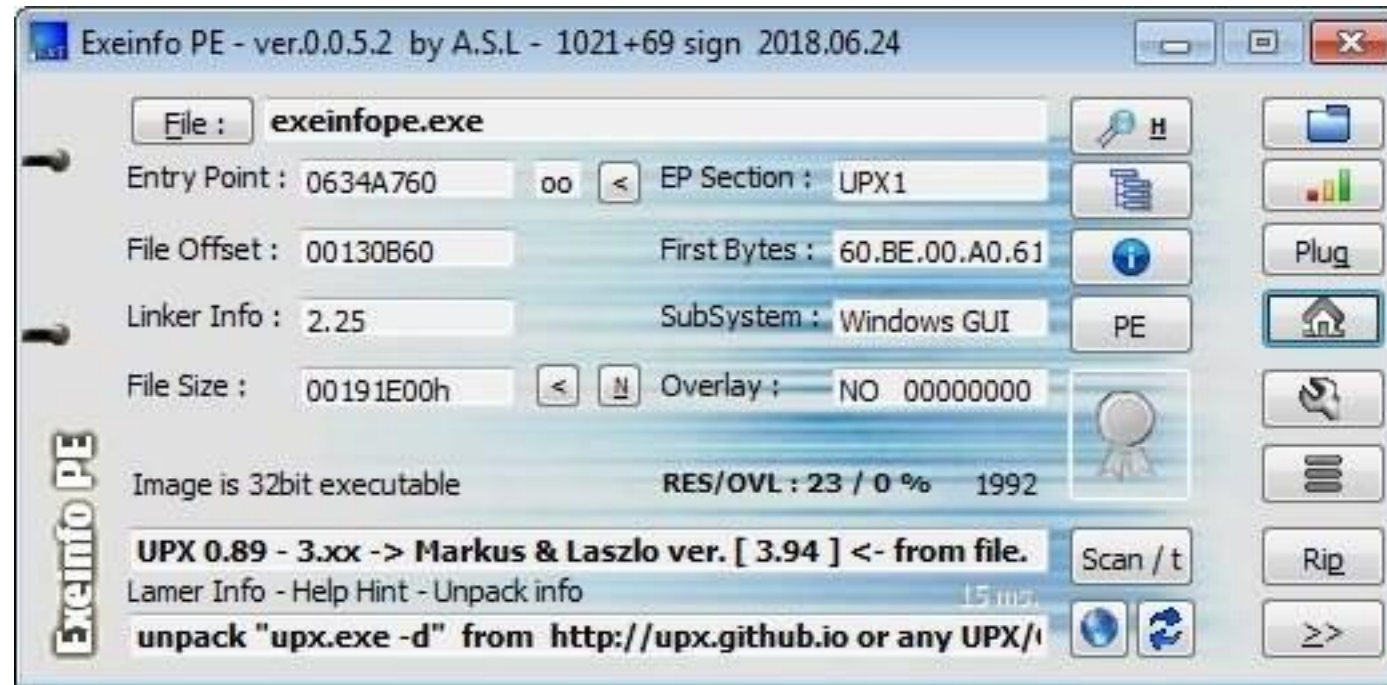 Exeinfo PE - ver.0.0.5.2 by A.S.L - 1021+69 sign 2018.06.24
File : exeinfope.exe H
Entry Point : 0634A760 oo < EP Section : UPX1
File Offset : 00130B60 First Bytes : 60.BE.00.A0.61 Plug
Linker Info : 2.25 SubSystem : Windows GUI PE
File Size : 00191E00h < N Overlay : NO 00000000
Image is 32bit executable RES/OVL : 23 / 0 % 1992
UPX 0.89 - 3.xx -> Markus & Laszlo ver. [ 3.94 ] <- from file. Scan / t Rip
Lamer Info - Help Hint - Unpack info 15 ms.
unpack "upx.exe -d" from http://upx.github.io or any UPX/ >>
Exeinfo PE